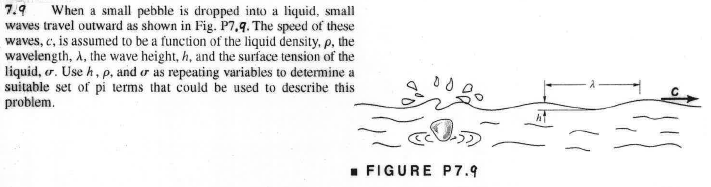 7.9 When a small pebble is dropped into a liquid, small
waves travel outward as shown in Fig. P7.9. The speed of these
waves, c, is assumed to be a function of the liquid density, ρ, the
wavelength, λ, the wave height, h, and the surface tension of the
liquid, σ. Use h, ρ, and σ as repeating variables to determine a
suitable set of pi terms that could be used to describe this
problem.
λ
c
h
■ FIGURE P7.9